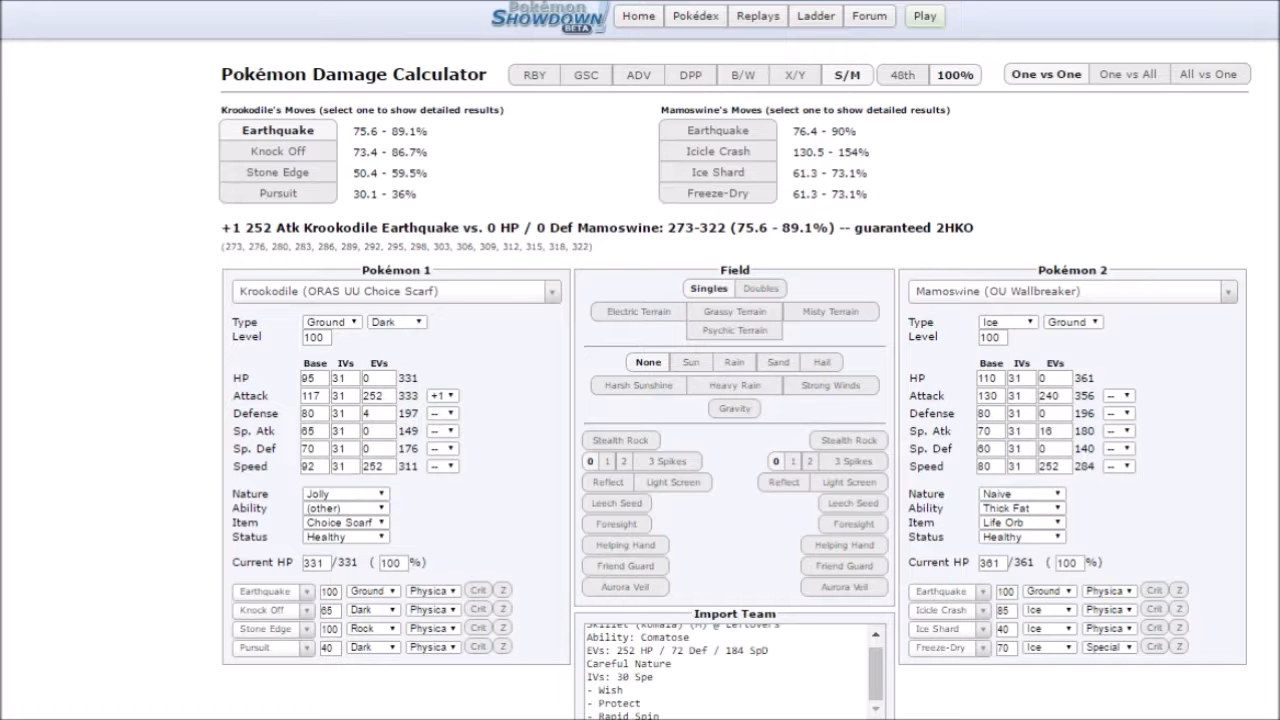 Pokémon
SHOWDOWN
BETA
Home Pokédex Replays Ladder Forum Play
Pokémon Damage Calculator RBY GSC ADV DPP B/W X/Y S/M 48th 100% One vs One One vs All All vs One
Krookodile's Moves (select one to show detailed results) Mamoswine's Moves (select one to show detailed results)
Earthquake 75.6 - 89.1% Earthquake 76.4 - 90%
Knock Off 73.4 - 86.7% Icicle Crash 130.5 - 154%
Stone Edge 50.4 - 59.5% Ice Shard 61.3 - 73.1%
Pursuit 30.1 - 36% Freeze-Dry 61.3 - 73.1%
+1 252 Atk Krookodile Earthquake vs. 0 HP / 0 Def Mamoswine: 273-322 (75.6 - 89.1%) -- guaranteed 2HKO
(273, 276, 280, 283, 286, 289, 292, 295, 298, 303, 306, 309, 312, 315, 318, 322)
Pokémon 1
Krookodile (ORAS UU Choice Scarf)
Type Ground Dark
Level 100
Base IVs EVs
HP 95 31 0 331
Attack 117 31 252 333 +1
Defense 80 31 4 197 --
Sp. Atk 65 31 0 149 --
Sp. Def 70 31 0 176 --
Speed 92 31 252 311 --
Nature Jolly
Ability (other)
Item Choice Scarf
Status Healthy
Current HP 331 /331 ( 100 %)
Earthquake 100 Ground Physica Crit Z
Knock Off 65 Dark Physica Crit Z
Stone Edge 100 Rock Physica Crit Z
Pursuit 40 Dark Physica Crit Z
Field
Singles Doubles
Electric Terrain Grassy Terrain Misty Terrain
Psychic Terrain
None Sun Rain Sand Hail
Harsh Sunshine Heavy Rain Strong Winds
Gravity
Stealth Rock Stealth Rock
0 1 2 3 Spikes 0 1 2 3 Spikes
Reflect Light Screen Reflect Light Screen
Leech Seed Leech Seed
Foresight Foresight
Helping Hand Helping Hand
Friend Guard Friend Guard
Aurora Veil Aurora Veil
Import Team
Skillet (Komala) (M) @ Leftovers
Ability: Comatose
EVs: 252 HP / 72 Def / 184 SpD
Careful Nature
IVs: 30 Spe
- Wish
- Protect
- Rapid Spin
Pokémon 2
Mamoswine (OU Wallbreaker)
Type Ice Ground
Level 100
Base IVs EVs
HP 110 31 0 361
Attack 130 31 240 356 --
Defense 80 31 0 196 --
Sp. Atk 70 31 16 180 --
Sp. Def 60 31 0 140 --
Speed 80 31 252 284 --
Nature Naive
Ability Thick Fat
Item Life Orb
Status Healthy
Current HP 361 /361 ( 100 %)
Earthquake 100 Ground Physica Crit Z
Icicle Crash 85 Ice Physica Crit Z
Ice Shard 40 Ice Physica Crit Z
Freeze-Dry 70 Ice Special Crit Z